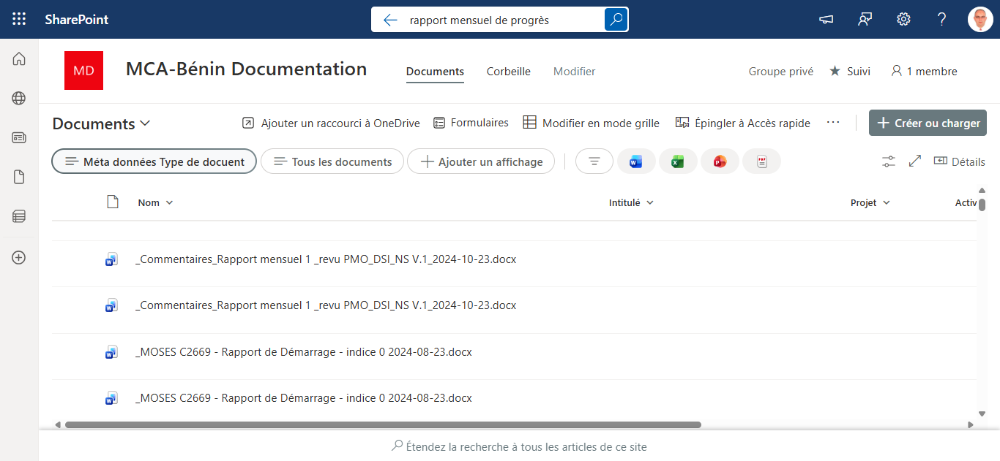 SharePoint
rapport mensuel de progrès
MD
MCA-Bénin Documentation
Documents
Corbeille
Modifier
Groupe privé
Suivi
1 membre
Documents
Ajouter un raccourci à OneDrive
Formulaires
Modifier en mode grille
Épingler à Accès rapide
Créer ou charger
Méta données Type de docuent
Tous les documents
Ajouter un affichage
Détails
Nom
Intitulé
Projet
Activ
_Commentaires_Rapport mensuel 1 _revu PMO_DSI_NS V.1_2024-10-23.docx
_Commentaires_Rapport mensuel 1 _revu PMO_DSI_NS V.1_2024-10-23.docx
_MOSES C2669 - Rapport de Démarrage - indice 0 2024-08-23.docx
_MOSES C2669 - Rapport de Démarrage - indice 0 2024-08-23.docx
Étendez la recherche à tous les articles de ce site